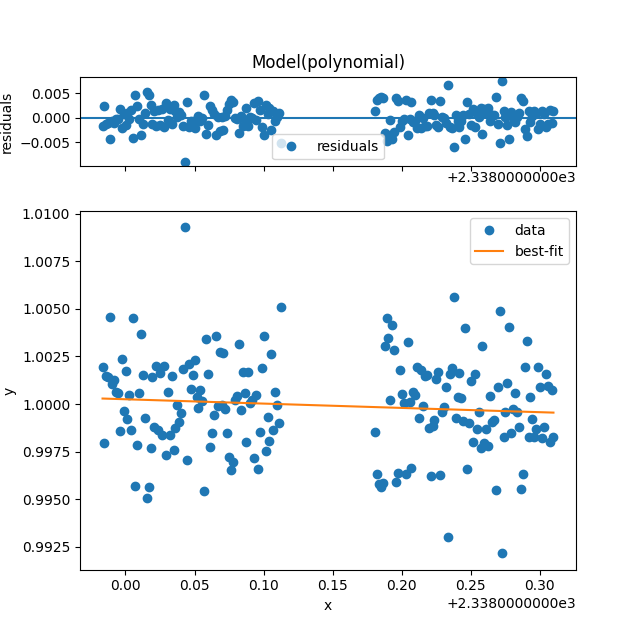 Model(polynomial)
residuals
0.005
0.000
−0.005
residuals
+2.3380000000e3
y
1.0100
1.0075
1.0050
1.0025
1.0000
0.9975
0.9950
0.9925
data
best-fit
0.00 0.05 0.10 0.15 0.20 0.25 0.30
x
+2.3380000000e3